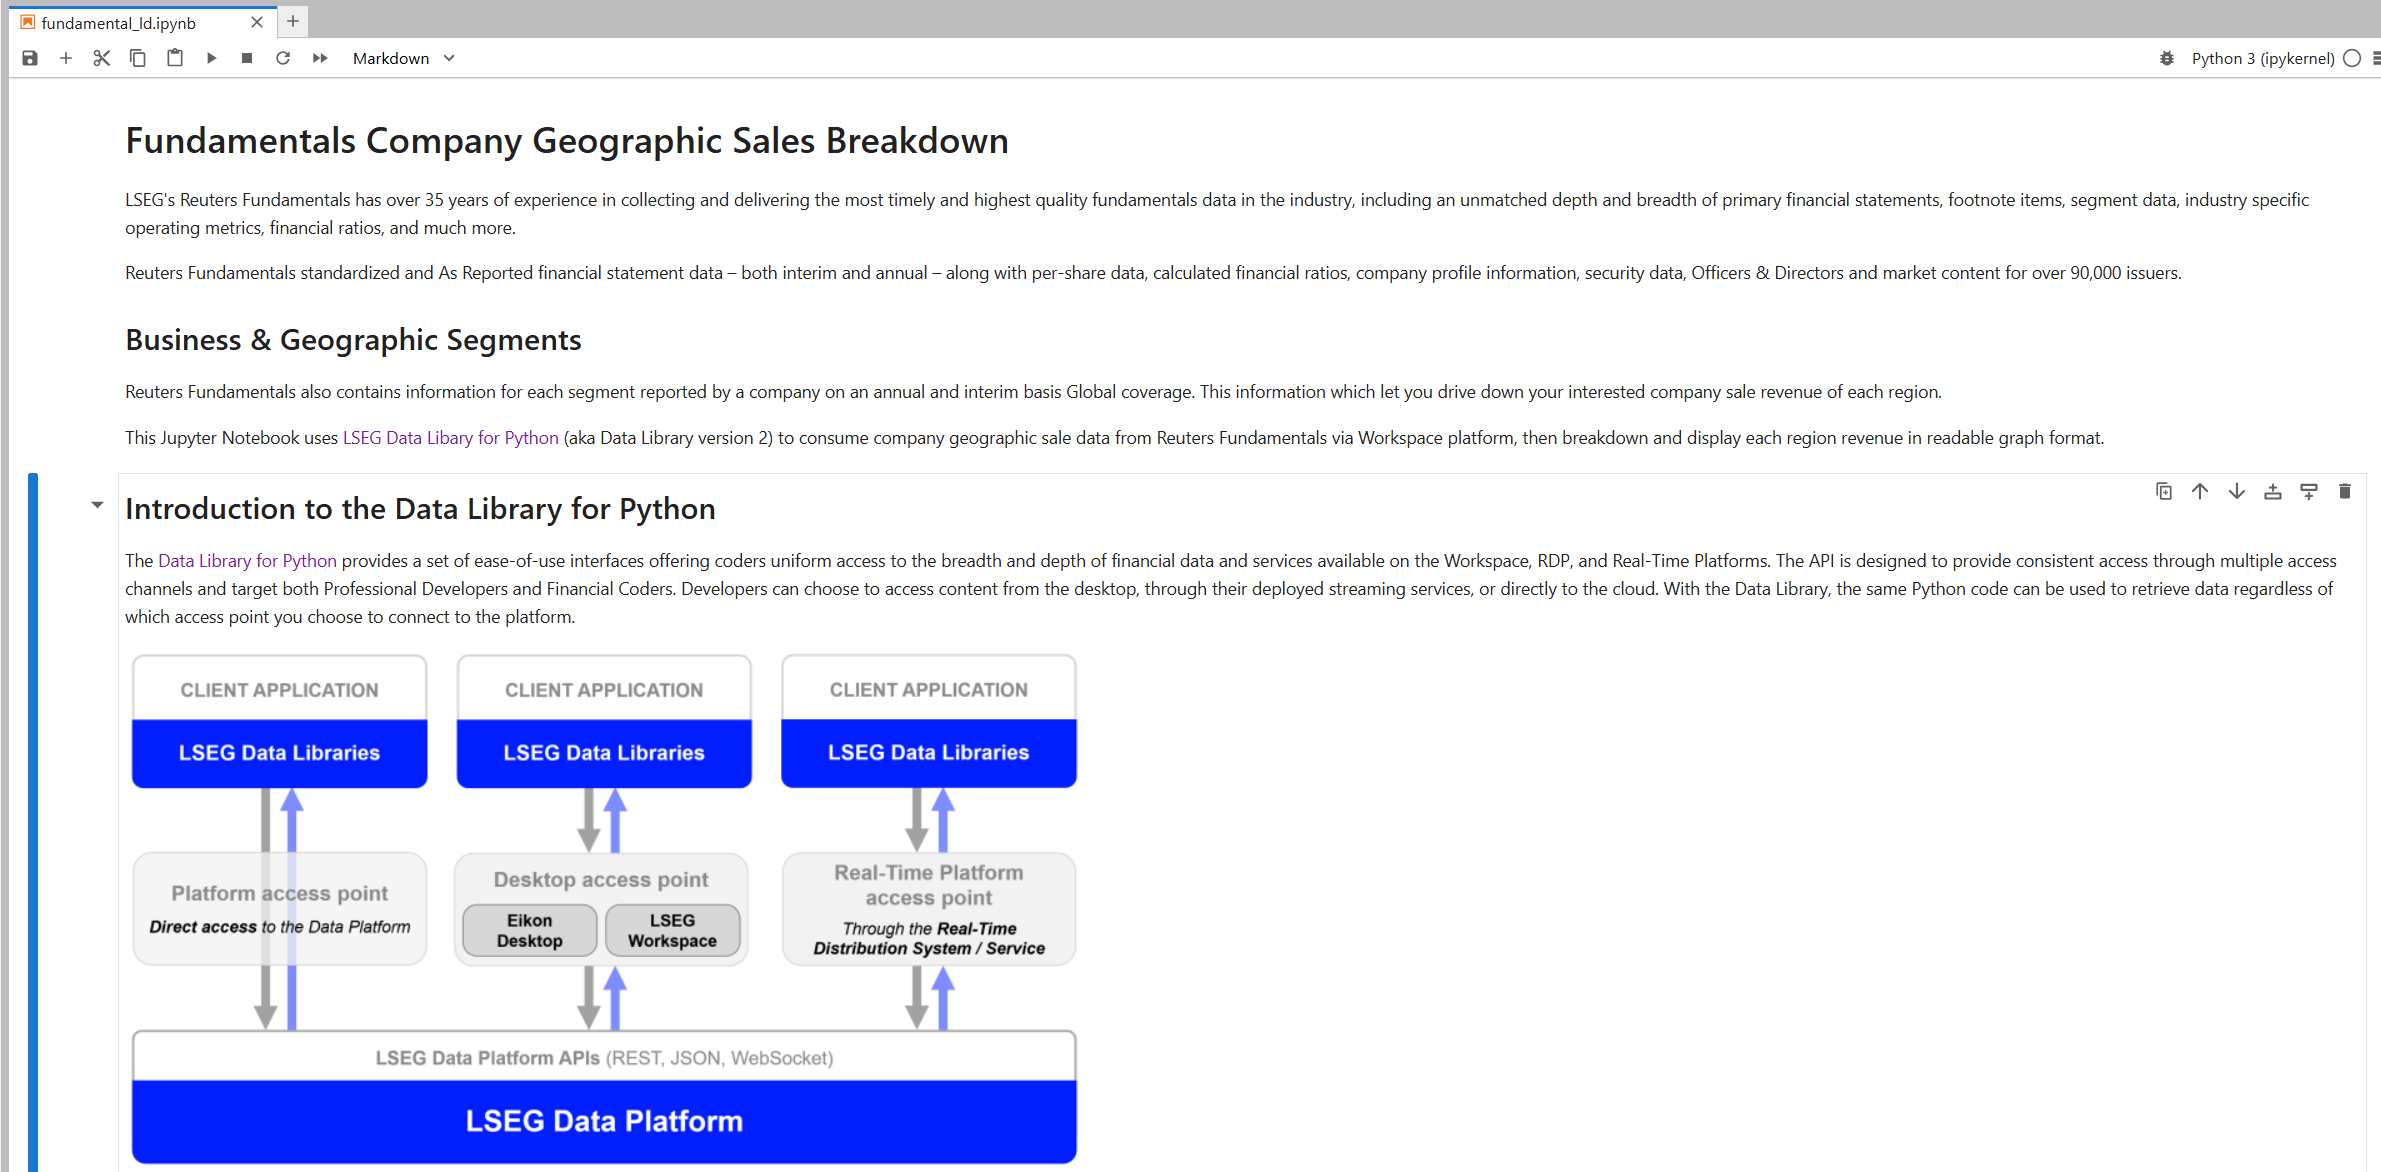 fundamental_ld.ipynb
Markdown
Python 3 (ipykernel)
Fundamentals Company Geographic Sales Breakdown
LSEG's Reuters Fundamentals has over 35 years of experience in collecting and delivering the most timely and highest quality fundamentals data in the industry, including an unmatched depth and breadth of primary financial statements, footnote items, segment data, industry specific
operating metrics, financial ratios, and much more.
Reuters Fundamentals standardized and As Reported financial statement data – both interim and annual – along with per-share data, calculated financial ratios, company profile information, security data, Officers & Directors and market content for over 90,000 issuers.
Business & Geographic Segments
Reuters Fundamentals also contains information for each segment reported by a company on an annual and interim basis Global coverage. This information which let you drive down your interested company sale revenue of each region.
This Jupyter Notebook uses LSEG Data Libary for Python (aka Data Library version 2) to consume company geographic sale data from Reuters Fundamentals via Workspace platform, then breakdown and display each region revenue in readable graph format.
Introduction to the Data Library for Python
The Data Library for Python provides a set of ease-of-use interfaces offering coders uniform access to the breadth and depth of financial data and services available on the Workspace, RDP, and Real-Time Platforms. The API is designed to provide consistent access through multiple access
channels and target both Professional Developers and Financial Coders. Developers can choose to access content from the desktop, through their deployed streaming services, or directly to the cloud. With the Data Library, the same Python code can be used to retrieve data regardless of
which access point you choose to connect to the platform.
CLIENT APPLICATION
LSEG Data Libraries
CLIENT APPLICATION
LSEG Data Libraries
CLIENT APPLICATION
LSEG Data Libraries
Platform access point
Direct access to the Data Platform
Desktop access point
Eikon
Desktop
LSEG
Workspace
Real-Time Platform
access point
Through the Real-Time
Distribution System / Service
LSEG Data Platform APIs (REST, JSON, WebSocket)
LSEG Data Platform